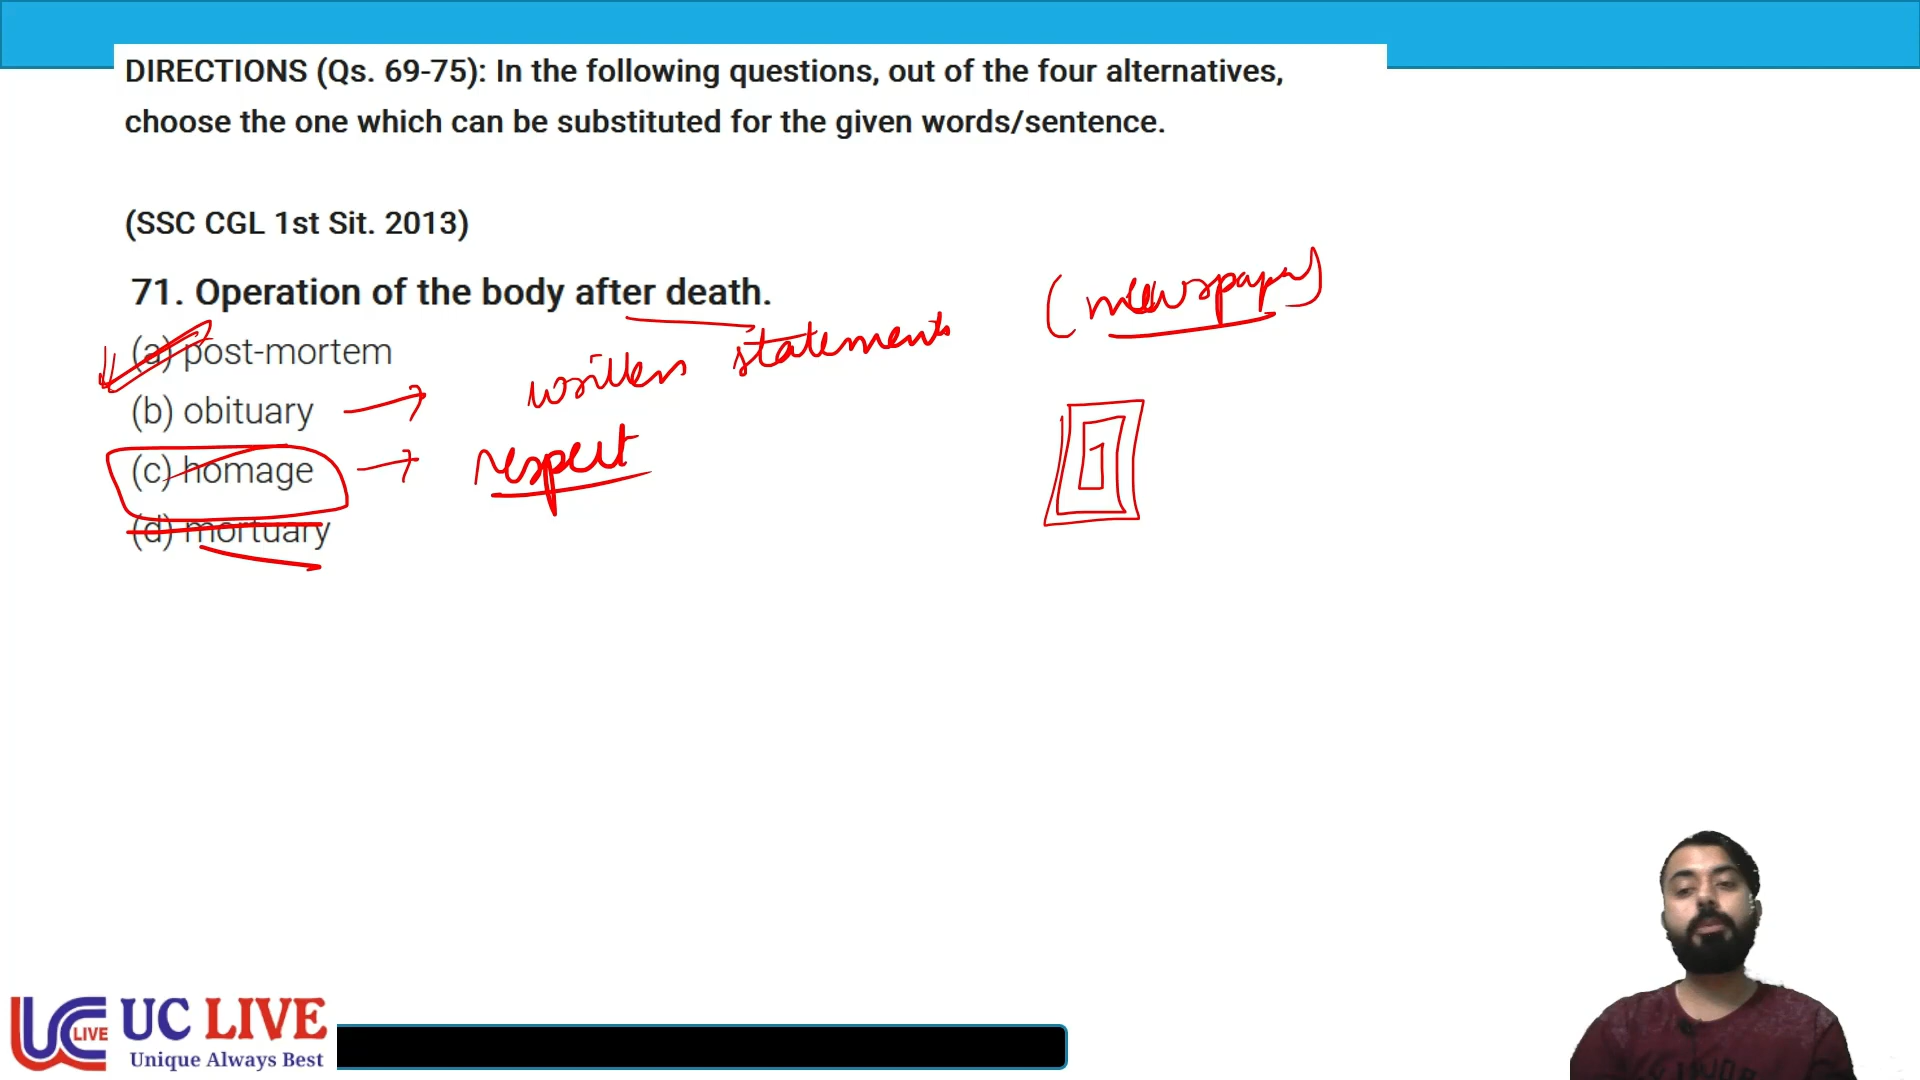 DIRECTIONS (Qs. 69-75): In the following questions, out of the four alternatives,
choose the one which can be substituted for the given words/sentence.
(SSC CGL 1st Sit. 2013)
71. Operation of the body after death.
(newspaper)
(a) post-mortem
written statements
(b) obituary
(c) homage
respect
(d) mortuary
LIVE
UC LIVE
Unique Always Best